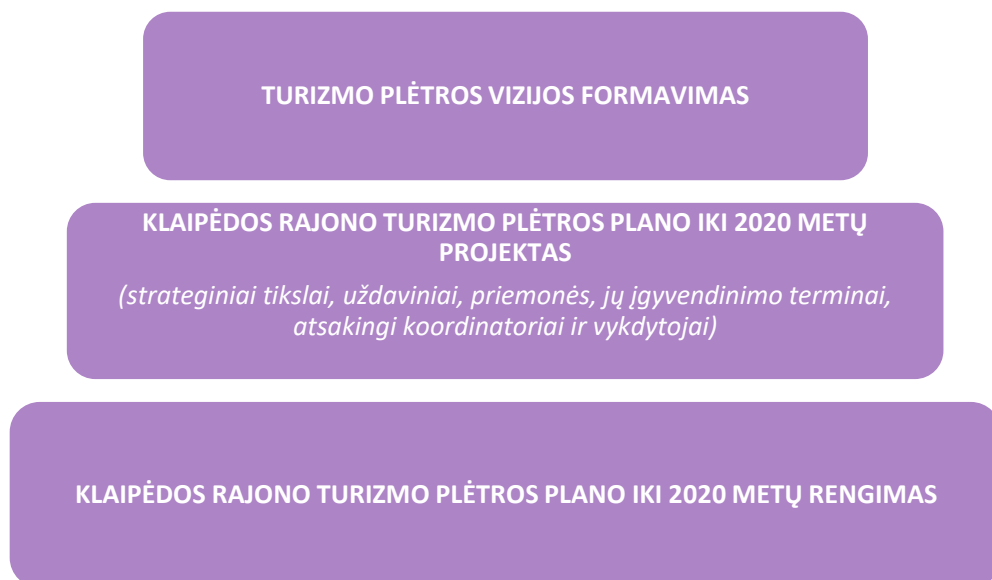 TURIZMO PLĖTROS VIZIJOS FORMAVIMAS
KLAIPĖDOS RAJONO TURIZMO PLĖTROS PLANO IKI 2020 METŲ
PROJEKTAS
(strateginiai tikslai, uždaviniai, priemonės, jų įgyvendinimo terminai,
atsakingi koordinatoriai ir vykdytojai)
KLAIPĖDOS RAJONO TURIZMO PLĖTROS PLANO IKI 2020 METŲ RENGIMAS